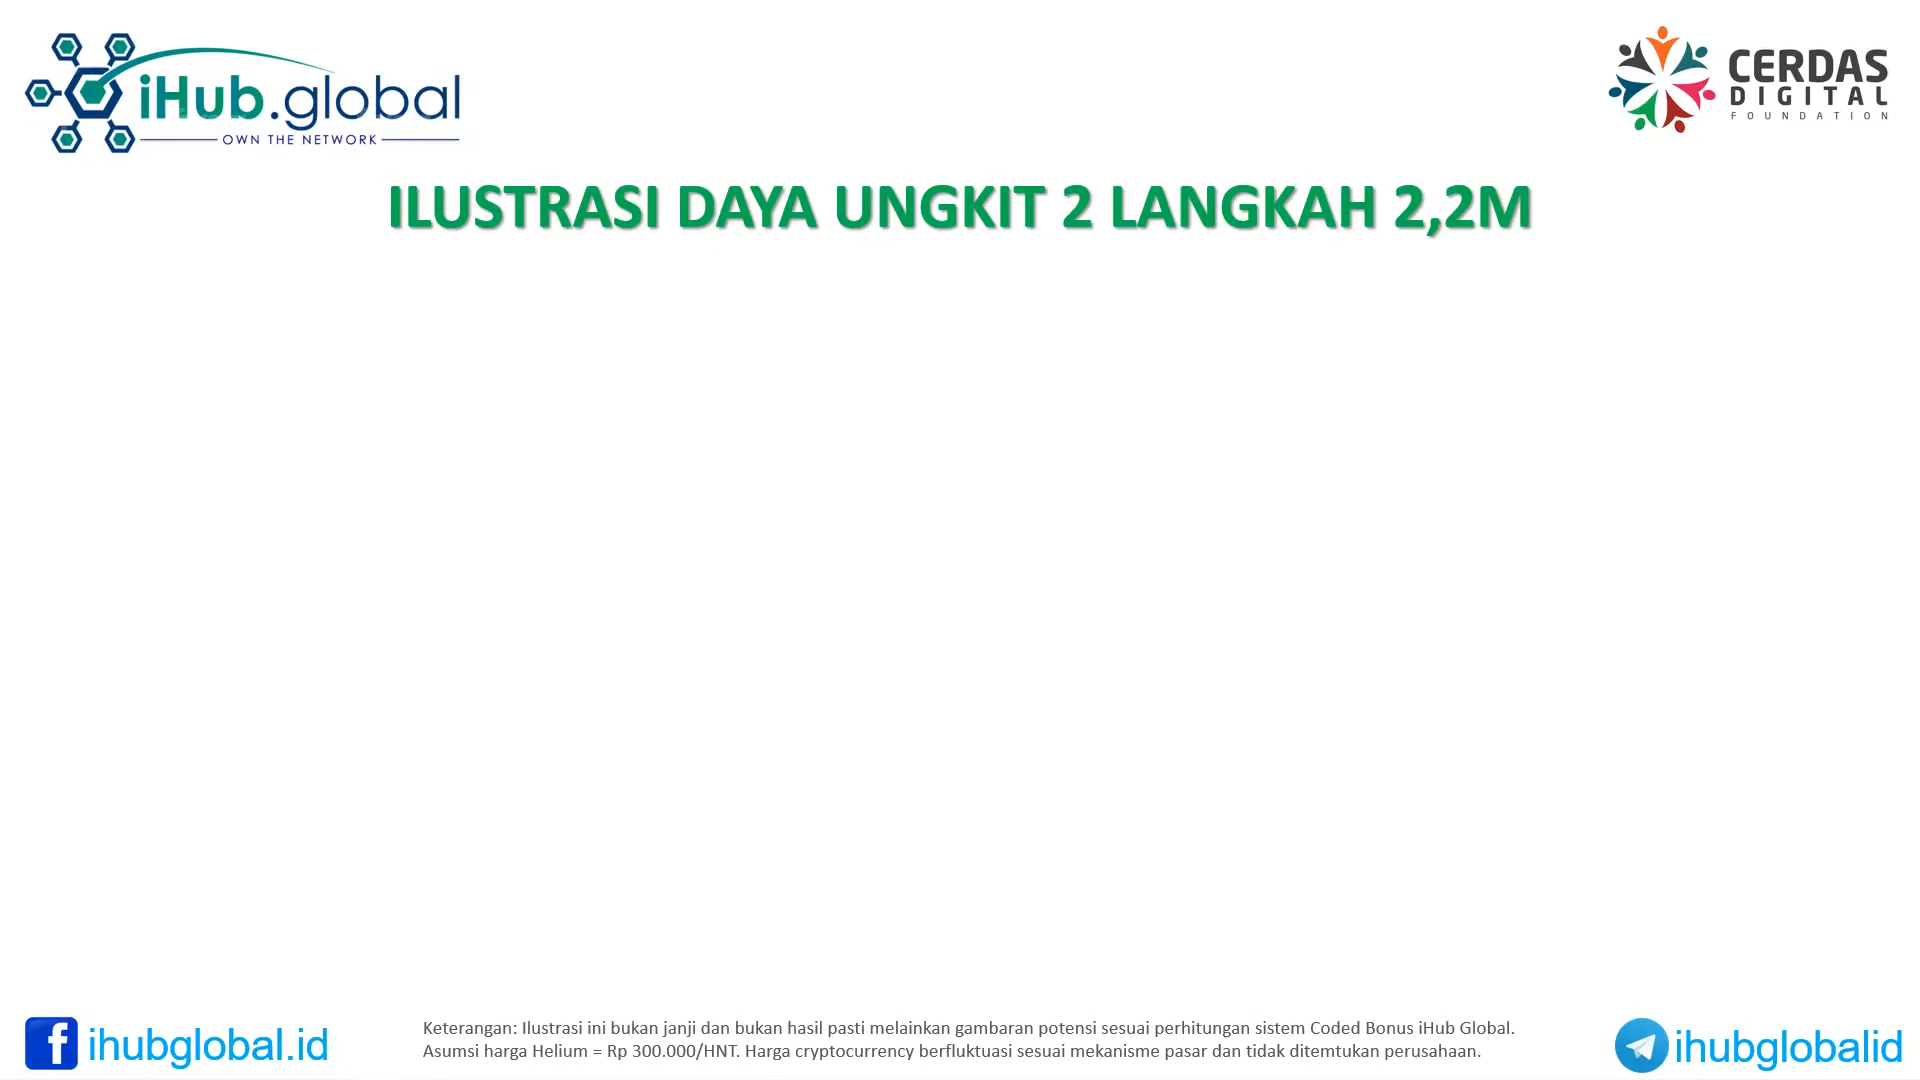 iHub.global
OWN THE NETWORK
CERDAS
DIGITAL
FOUNDATION
ILUSTRASI DAYA UNGKIT 2 LANGKAH 2,2M
ihubglobal.id
Keterangan: Ilustrasi ini bukan janji dan bukan hasil pasti melainkan gambaran potensi sesuai perhitungan sistem Coded Bonus iHub Global.
Asumsi harga Helium = Rp 300.000/HNT. Harga cryptocurrency berfluktuasi sesuai mekanisme pasar dan tidak ditemtukan perusahaan.
ihubglobalid